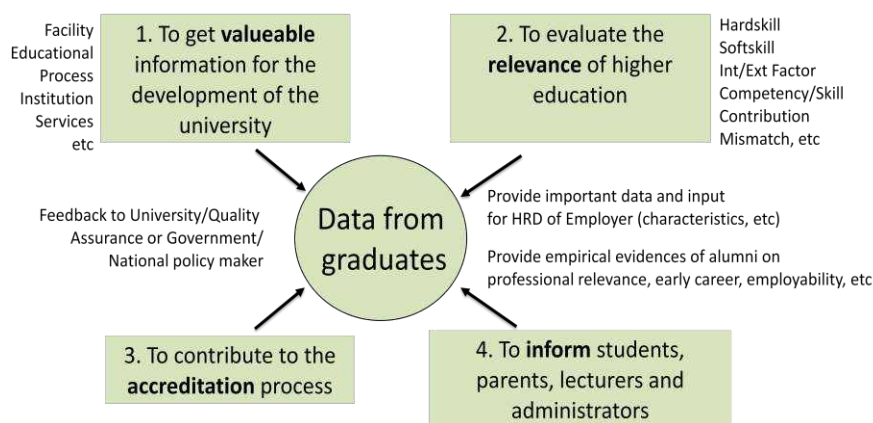 Facility
Educational
Process
Institution
Services
etc
1. To get valueable
information for the
development of the
university
2. To evaluate the
relevance of higher
education
Hardskill
Softskill
Int/Ext Factor
Competency/Skill
Contribution
Mismatch, etc
Feedback to University/Quality
Assurance or Government/
National policy maker
Data from
graduates
Provide important data and input
for HRD of Employer (characteristics, etc)
Provide empirical evidences of alumni on
professional relevance, early career, employability, etc
3. To contribute to the
accreditation process
4. To inform students,
parents, lecturers and
administrators